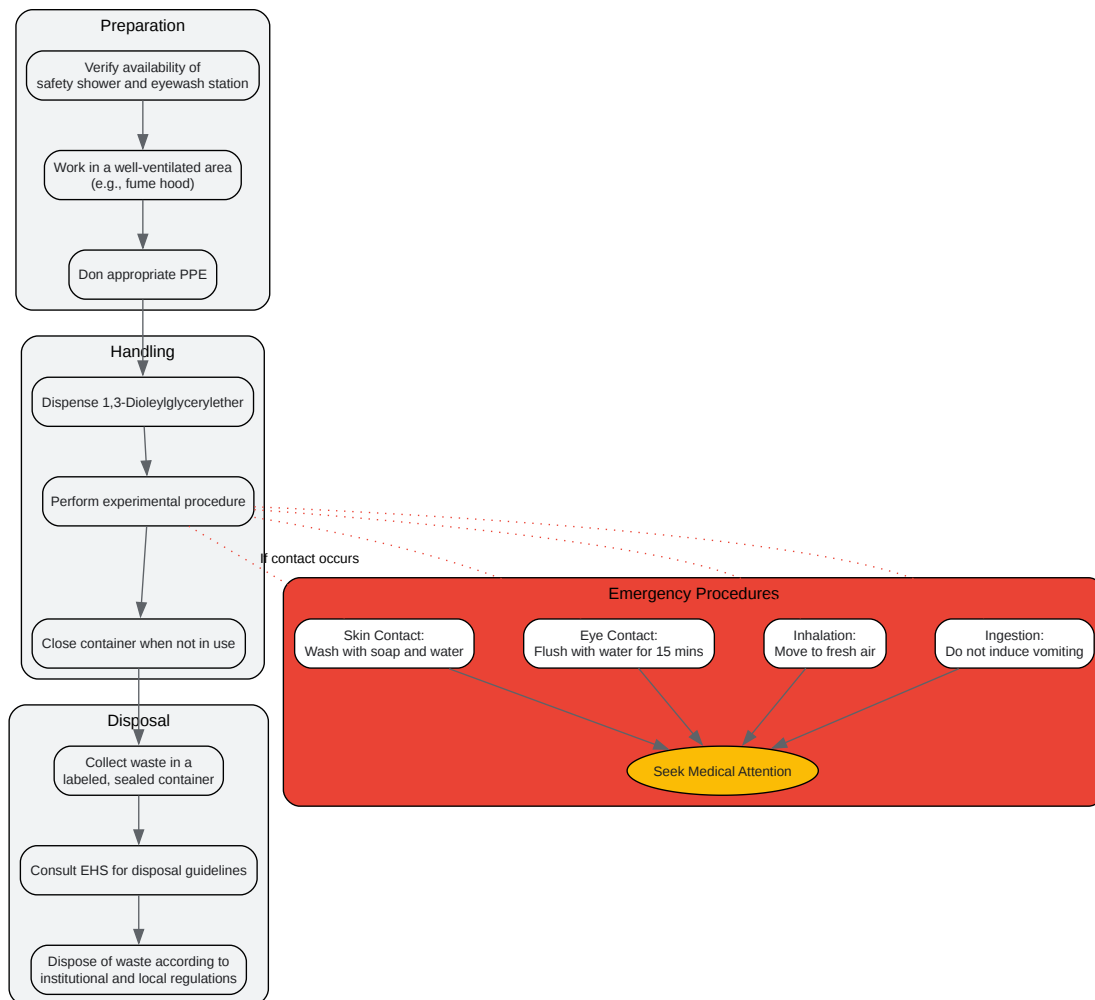 Preparation
Verify availability of
safety shower and eyewash station
Work in a well-ventilated area
(e.g., fume hood)
Don appropriate PPE
Handling
Dispense 1,3-Dioleylglycerylether
Perform experimental procedure
If contact occurs
Close container when not in use
Emergency Procedures
Skin Contact:
Wash with soap and water
Eye Contact:
Flush with water for 15 mins
Inhalation:
Move to fresh air
Ingestion:
Do not induce vomiting
Seek Medical Attention
Disposal
Collect waste in a
labeled, sealed container
Consult EHS for disposal guidelines
Dispose of waste according to
institutional and local regulations